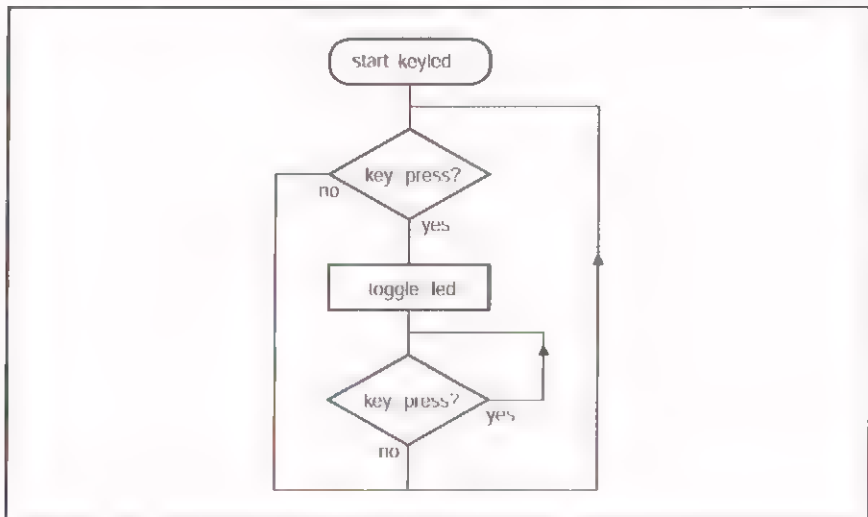 start keyled
key press?
no
yes
toggle led
key press?
yes
no